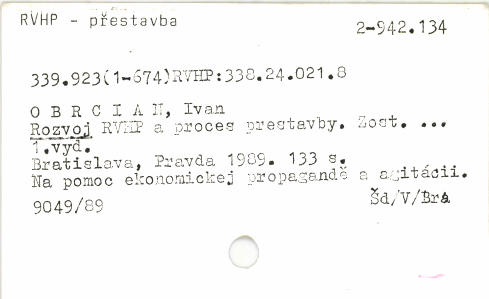 RVHP - přestavba
2-942.134
339.923(1-674)RVHP:338.24.021.8
O B R C I A N, Ivan
Rozvoj RVHP a proces prestavby. Zost. ...
1.vyd.
Bratislava, Pravda 1989. 133 s.
Na pomoc ekonomickej propagandě a agitácii.
9049/89 Šd/V/Bra